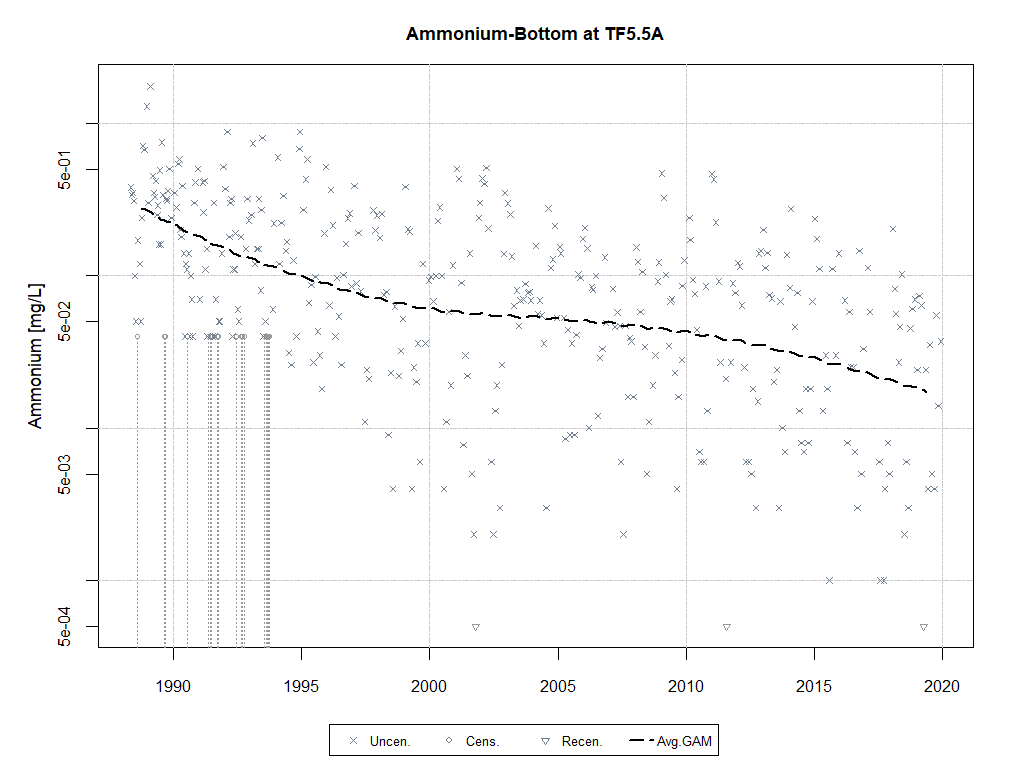 Ammonium-Bottom at TF5.5A
Ammonium [mg/L]
5e-01
5e-02
5e-03
5e-04
1990 1995 2000 2005 2010 2015 2020
Uncen. Cens. Recen. Avg.GAM